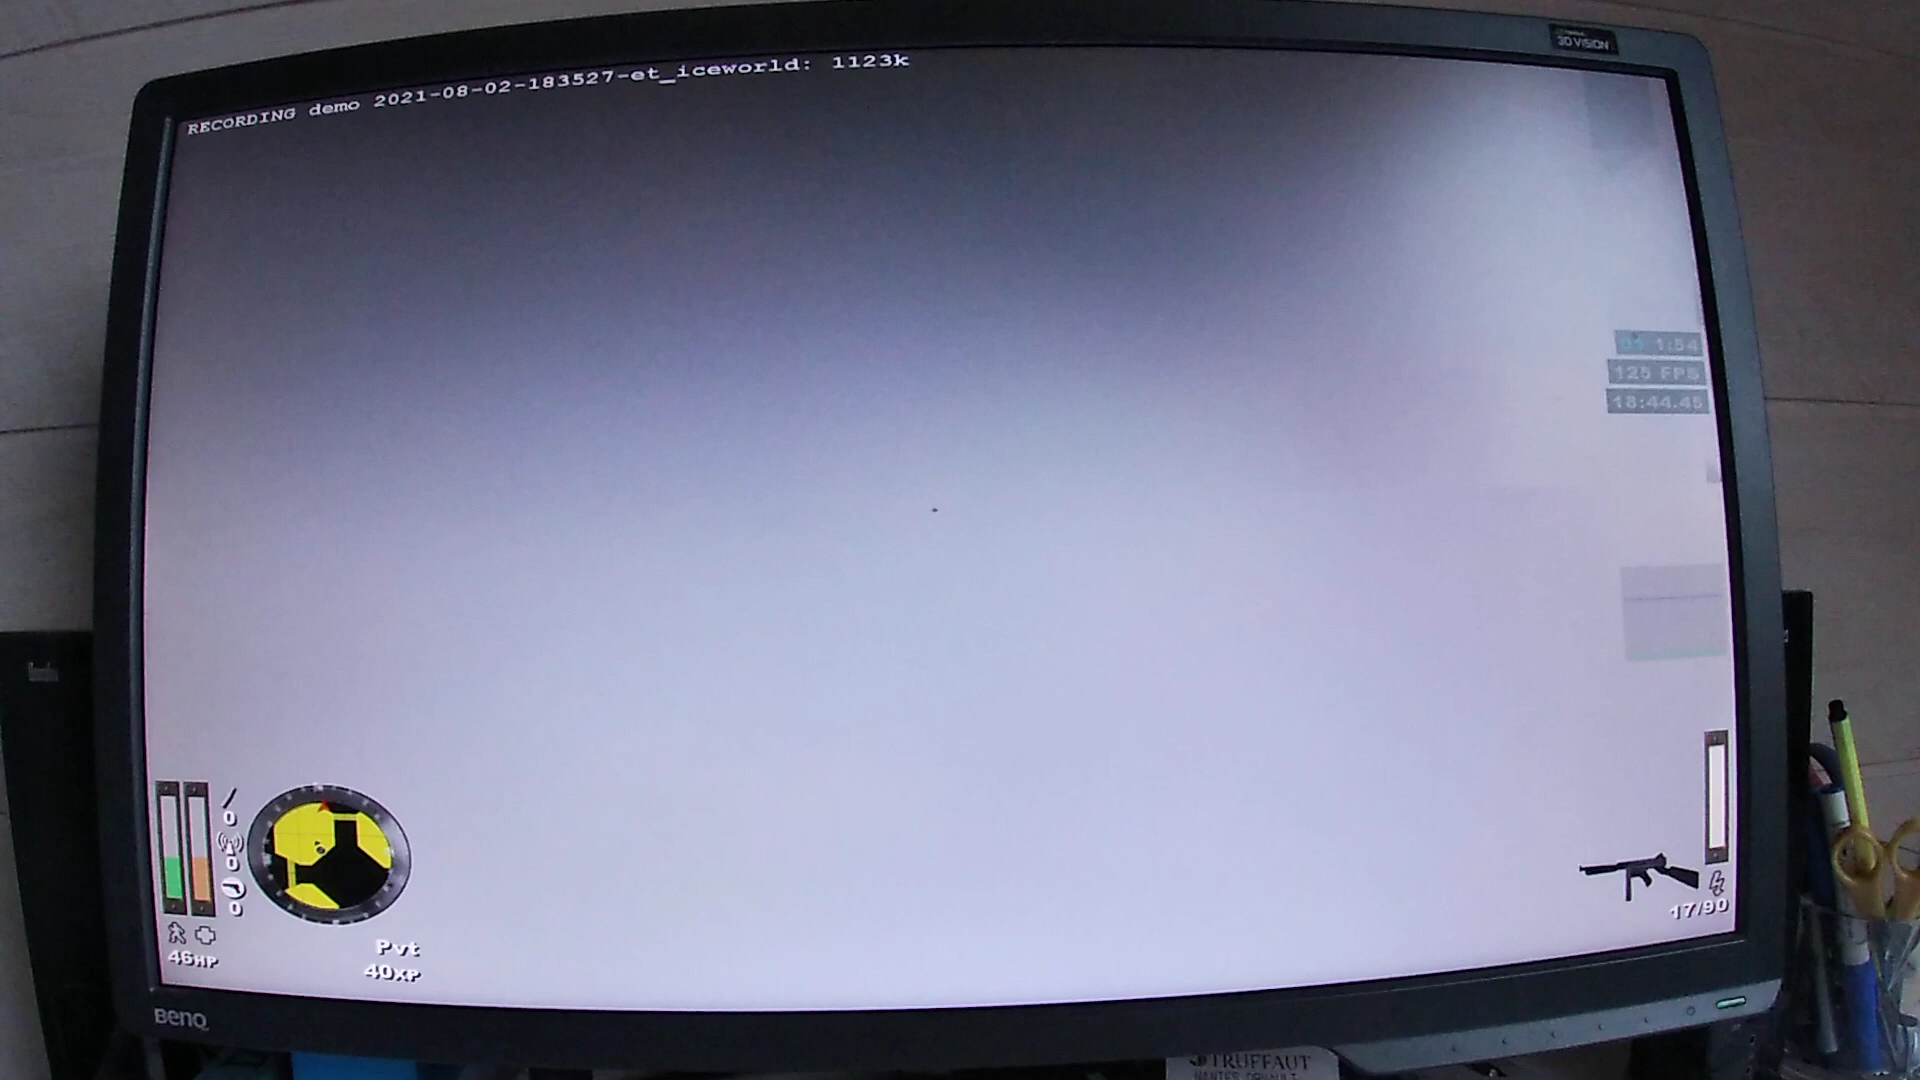 3D VISION
RECORDING demo 2021-08-02-183527-et_iceworld: 1123k
1:54
125 FPS
18:44.45
0
0
0
46HP
Pvt
40XP
17/90
BenQ
TRUFFAUT